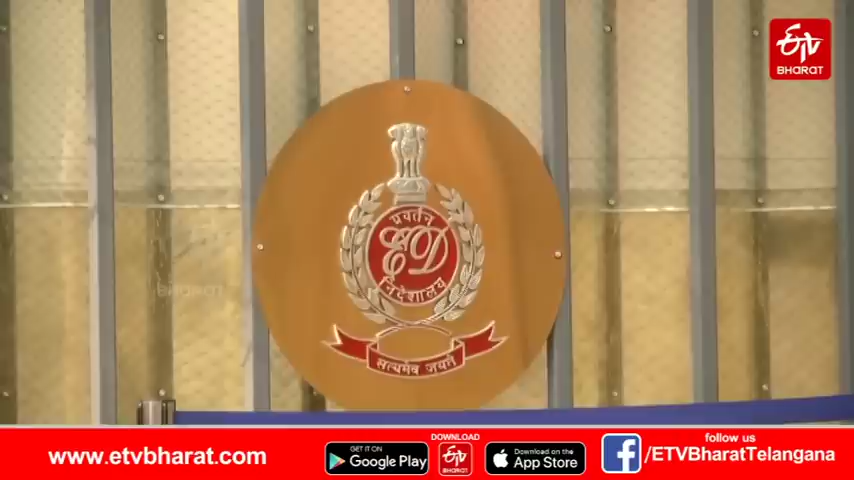 ETV
BHARAT
प्रवर्तन
ED
निदेशालय
सत्यमेव जयते
BHARAT
www.etvbharat.com
GET IT ON
Google Play
DOWNLOAD
ETV
BHARAT
Download on the
App Store
follow us
/ETVBharatTelangana